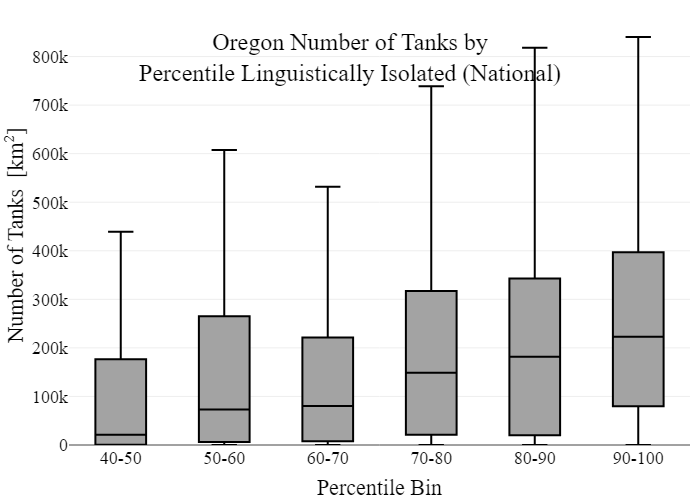 Oregon Number of Tanks by
Percentile Linguistically Isolated (National)
Number of Tanks [km²]
800k
700k
600k
500k
400k
300k
200k
100k
0
40-50 50-60 60-70 70-80 80-90 90-100
Percentile Bin